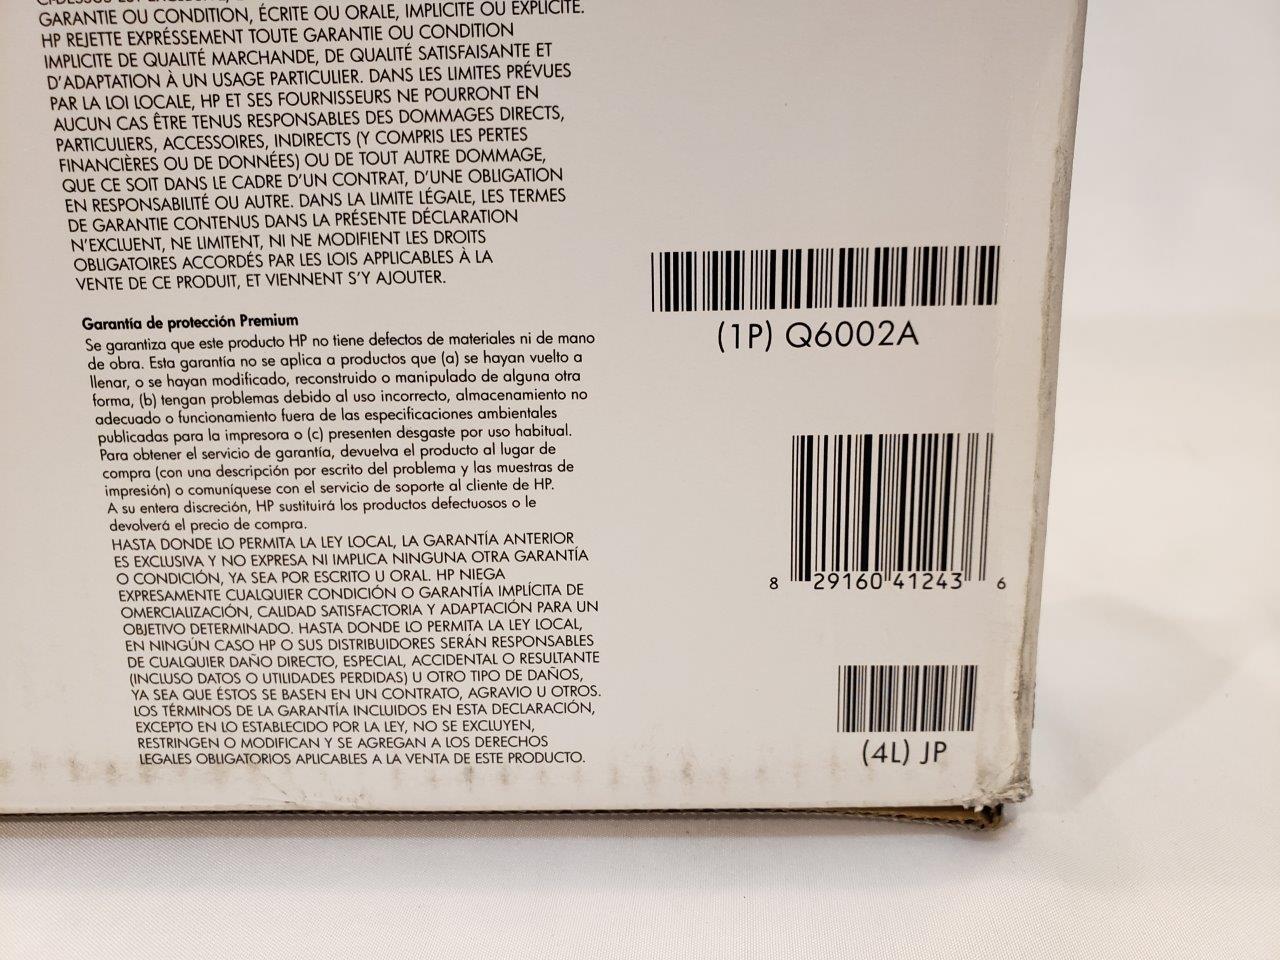 GARANTIE OU CONDITION, ÉCRITE OU ORALE, IMPLICITE OU EXPLICITE.
HP REJETTE EXPRÉSSEMENT TOUTE GARANTIE OU CONDITION
IMPLICITE DE QUALITÉ MARCHANDE, DE QUALITÉ SATISFAISANTE ET
D'ADAPTATION À UN USAGE PARTICULIER. DANS LES LIMITES PRÉVUES
PAR LA LOI LOCALE, HP ET SES FOURNISSEURS NE POURRONT EN
AUCUN CAS ÊTRE TENUS RESPONSABLES DES DOMMAGES DIRECTS,
PARTICULIERS, ACCESSOIRES, INDIRECTS (Y COMPRIS LES PERTES
FINANCIÈRES OU DE DONNÉES) OU DE TOUT AUTRE DOMMAGE,
QUE CE SOIT DANS LE CADRE D'UN CONTRAT, D'UNE OBLIGATION
EN RESPONSABILITÉ OU AUTRE. DANS LA LIMITE LÉGALE, LES TERMES
DE GARANTIE CONTENUS DANS LA PRÉSENTE DÉCLARATION
N'EXCLUENT, NE LIMITENT, NI NE MODIFIENT LES DROITS
OBLIGATOIRES ACCORDÉS PAR LES LOIS APPLICABLES À LA
VENTE DE CE PRODUIT, ET VIENNENT S'Y AJOUTER.
Garantía de protección Premium
Se garantiza que este producto HP no tiene defectos de materiales ni de mano
de obra. Esta garantía no se aplica a productos que (a) se hayan vuelto a
llenar, o se hayan modificado, reconstruido o manipulado de alguna otra
forma, (b) tengan problemas debido al uso incorrecto, almacenamiento no
adecuado o funcionamiento fuera de las especificaciones ambientales
publicadas para la impresora o (c) presenten desgaste por uso habitual.
Para obtener el servicio de garantía, devuelva el producto al lugar de
compra (con una descripción por escrito del problema y las muestras de
impresión) o comuníquese con el servicio de soporte al cliente de HP.
A su entera discreción, HP sustituirá los productos defectuosos o le
devolverá el precio de compra.
HASTA DONDE LO PERMITA LA LEY LOCAL, LA GARANTÍA ANTERIOR
ES EXCLUSIVA Y NO EXPRESA NI IMPLICA NINGUNA OTRA GARANTÍA
O CONDICIÓN, YA SEA POR ESCRITO U ORAL. HP NIEGA
EXPRESAMENTE CUALQUIER CONDICIÓN O GARANTÍA IMPLÍCITA DE
OMERCIALIZACIÓN, CALIDAD SATISFACTORIA Y ADAPTACIÓN PARA UN
OBJETIVO DETERMINADO. HASTA DONDE LO PERMITA LA LEY LOCAL,
EN NINGÚN CASO HP O SUS DISTRIBUIDORES SERÁN RESPONSABLES
DE CUALQUIER DAÑO DIRECTO, ESPECIAL, ACCIDENTAL O RESULTANTE
(INCLUSO DATOS O UTILIDADES PERDIDAS) U OTRO TIPO DE DAÑOS,
YA SEA QUE ÉSTOS SE BASEN EN UN CONTRATO, AGRAVIO U OTROS.
LOS TÉRMINOS DE LA GARANTÍA INCLUIDOS EN ESTA DECLARACIÓN,
EXCEPTO EN LO ESTABLECIDO POR LA LEY, NO SE EXCLUYEN,
RESTRINGEN O MODIFICAN Y SE AGREGAN A LOS DERECHOS
LEGALES OBLIGATORIOS APLICABLES A LA VENTA DE ESTE PRODUCTO.
(1P) Q6002A
8 29160 41243 6
(4L) JP